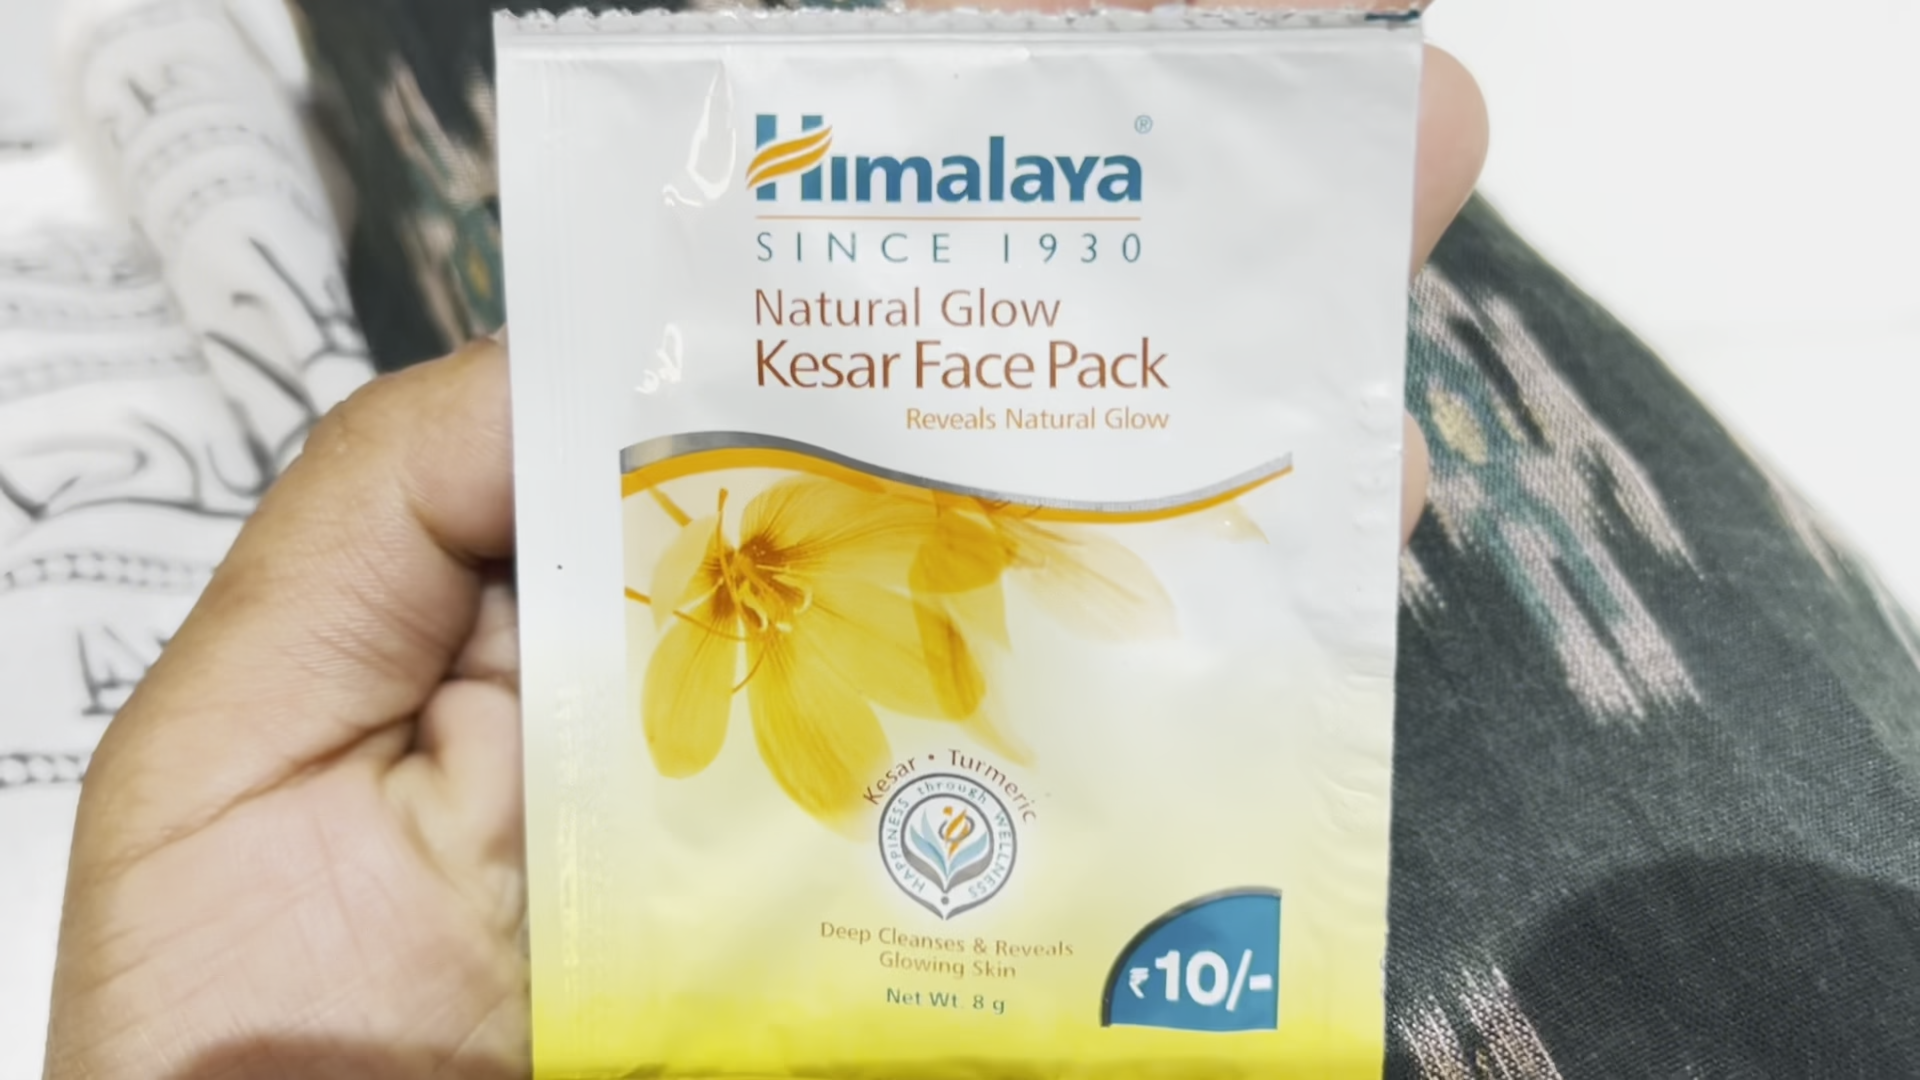 Himalaya®
SINCE 1930
Natural Glow
Kesar Face Pack
Reveals Natural Glow
Kesar • Turmeric
HAPPINESS through WELLNESS
Deep Cleanses & Reveals
Glowing Skin
Net Wt. 8 g
₹10/-